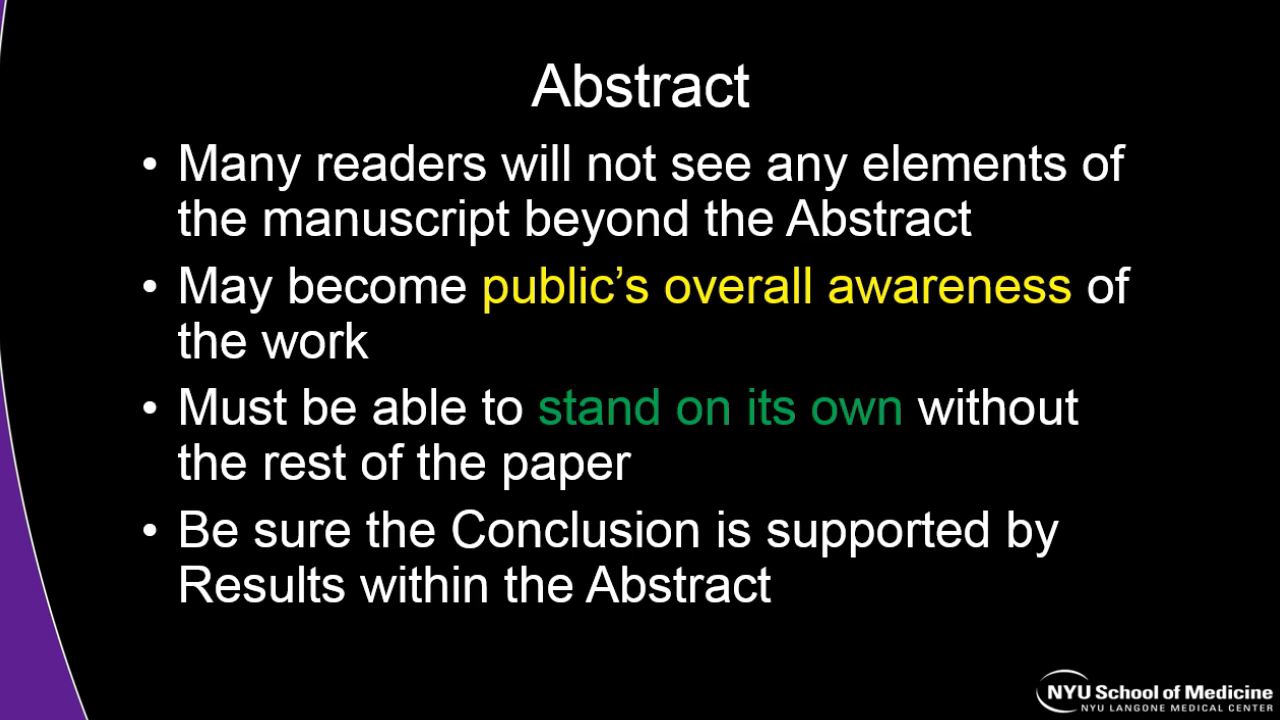 Abstract
• Many readers will not see any elements of
the manuscript beyond the Abstract
• May become public’s overall awareness of
the work
• Must be able to stand on its own without
the rest of the paper
• Be sure the Conclusion is supported by
Results within the Abstract
NYU School of Medicine
NYU LANGONE MEDICAL CENTER